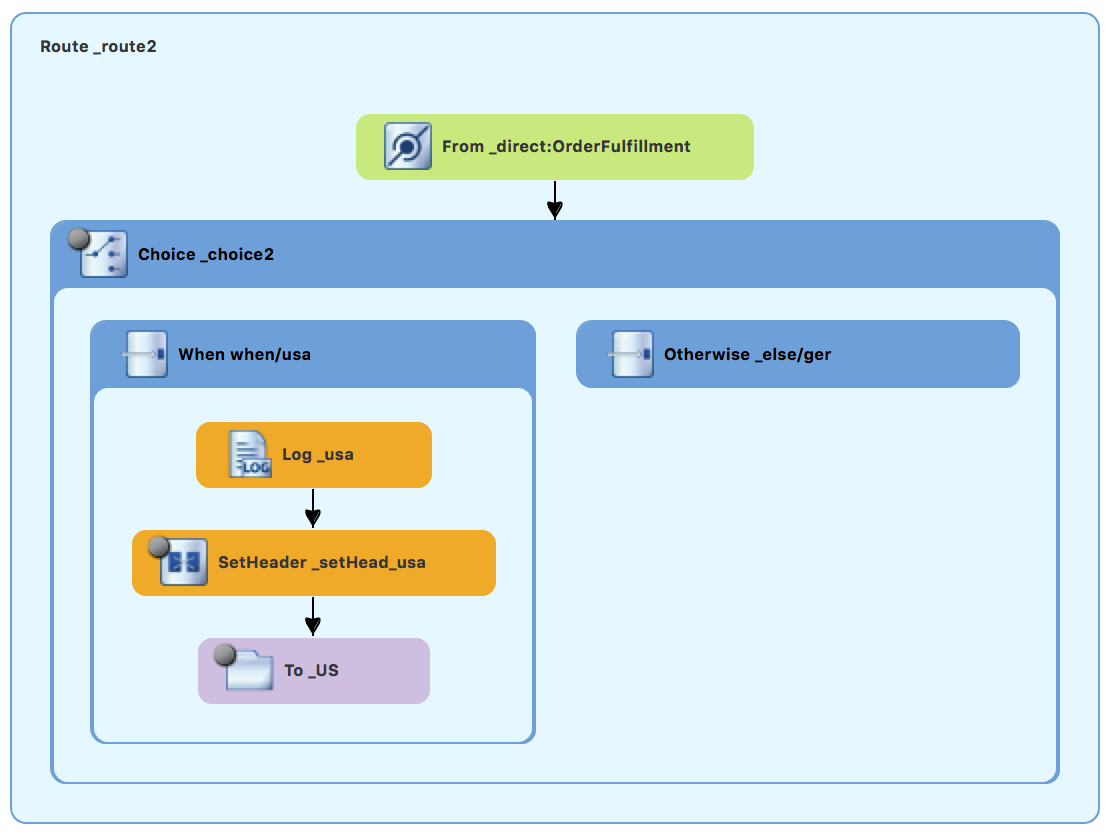 Route _route2
From _direct:OrderFulfillment
Choice _choice2
When when/usa
Otherwise _else/ger
LOG
Log _usa
SetHeader _setHead_usa
To _US